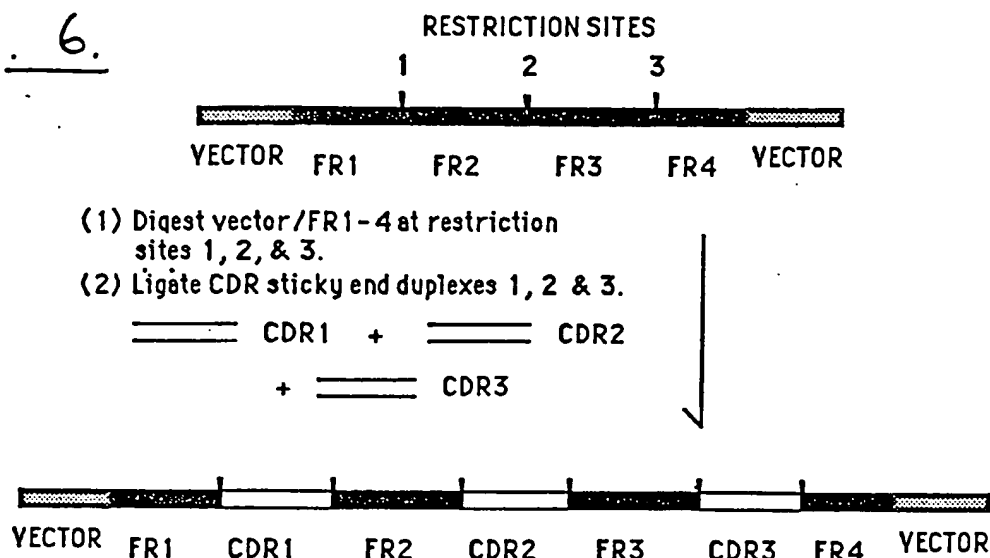 . 6.
RESTRICTION SITES
1 2 3
VECTOR FR1 FR2 FR3 FR4 VECTOR
(1) Digest vector/FR1-4 at restriction
sites 1, 2, & 3.
(2) Ligate CDR sticky end duplexes 1, 2 & 3.
CDR1 + CDR2
+ CDR3
VECTOR FR1 CDR1 FR2 CDR2 FR3 CDR3 FR4 VECTOR